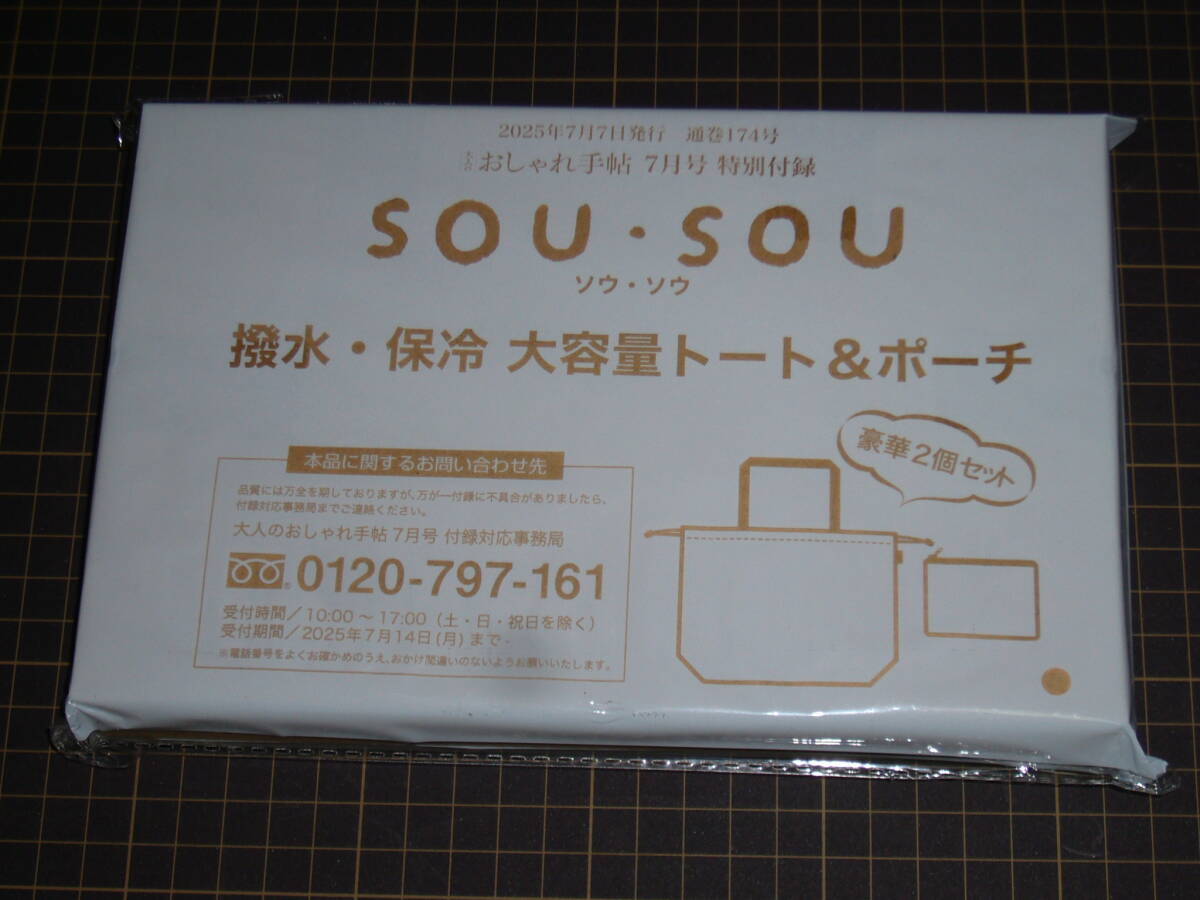 2025年7月7日発行 通巻174号
大人の おしゃれ手帖 7月号 特別付録
SOU・SOU
ソウ・ソウ
撥水・保冷 大容量トート＆ポーチ
豪華2個セット
本品に関するお問い合わせ先
品質には万全を期しておりますが、万が一付録に不具合がありましたら、
付録対応事務局までご連絡ください。
大人のおしゃれ手帖 7月号 付録対応事務局
0120-797-161
受付時間／10:00～17:00（土・日・祝日を除く）
受付期間／2025年7月14日(月)まで
※電話番号をよくお確かめのうえ、おかけ間違いのないようお願いいたします。